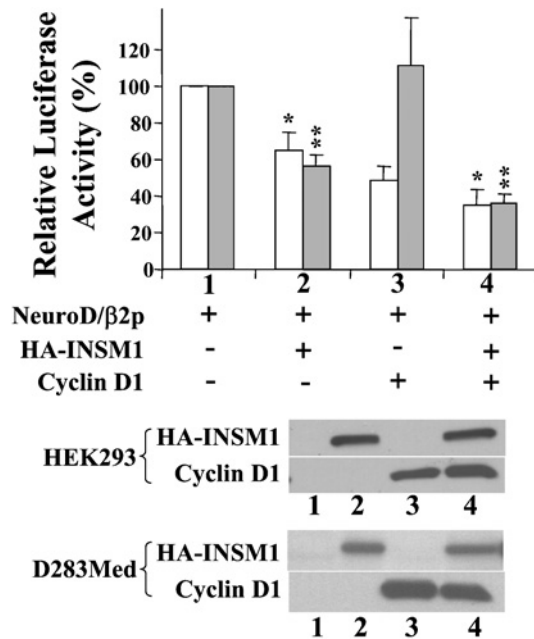 Relative Luciferase
Activity (%)
120
100
80
60
40
20
0
*
**
*
**
1 2 3 4
NeuroD/β2p + + + +
HA-INSM1 - + - +
Cyclin D1 - - + +
HEK293
HA-INSM1
Cyclin D1
1 2 3 4
D283Med
HA-INSM1
Cyclin D1
1 2 3 4